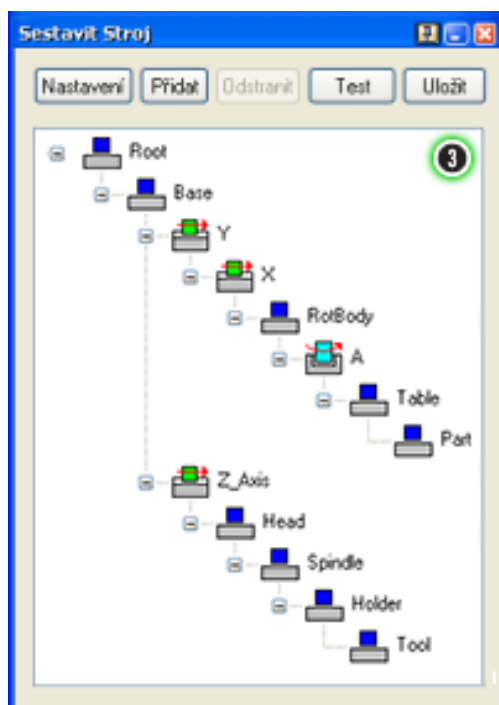 Sestavit Stroj
Nastavení Přidat Odstranit Test Uložit
3
Root
Base
Y
X
RotBody
A
Table
Part
Z_Axis
Head
Spindle
Holder
Tool